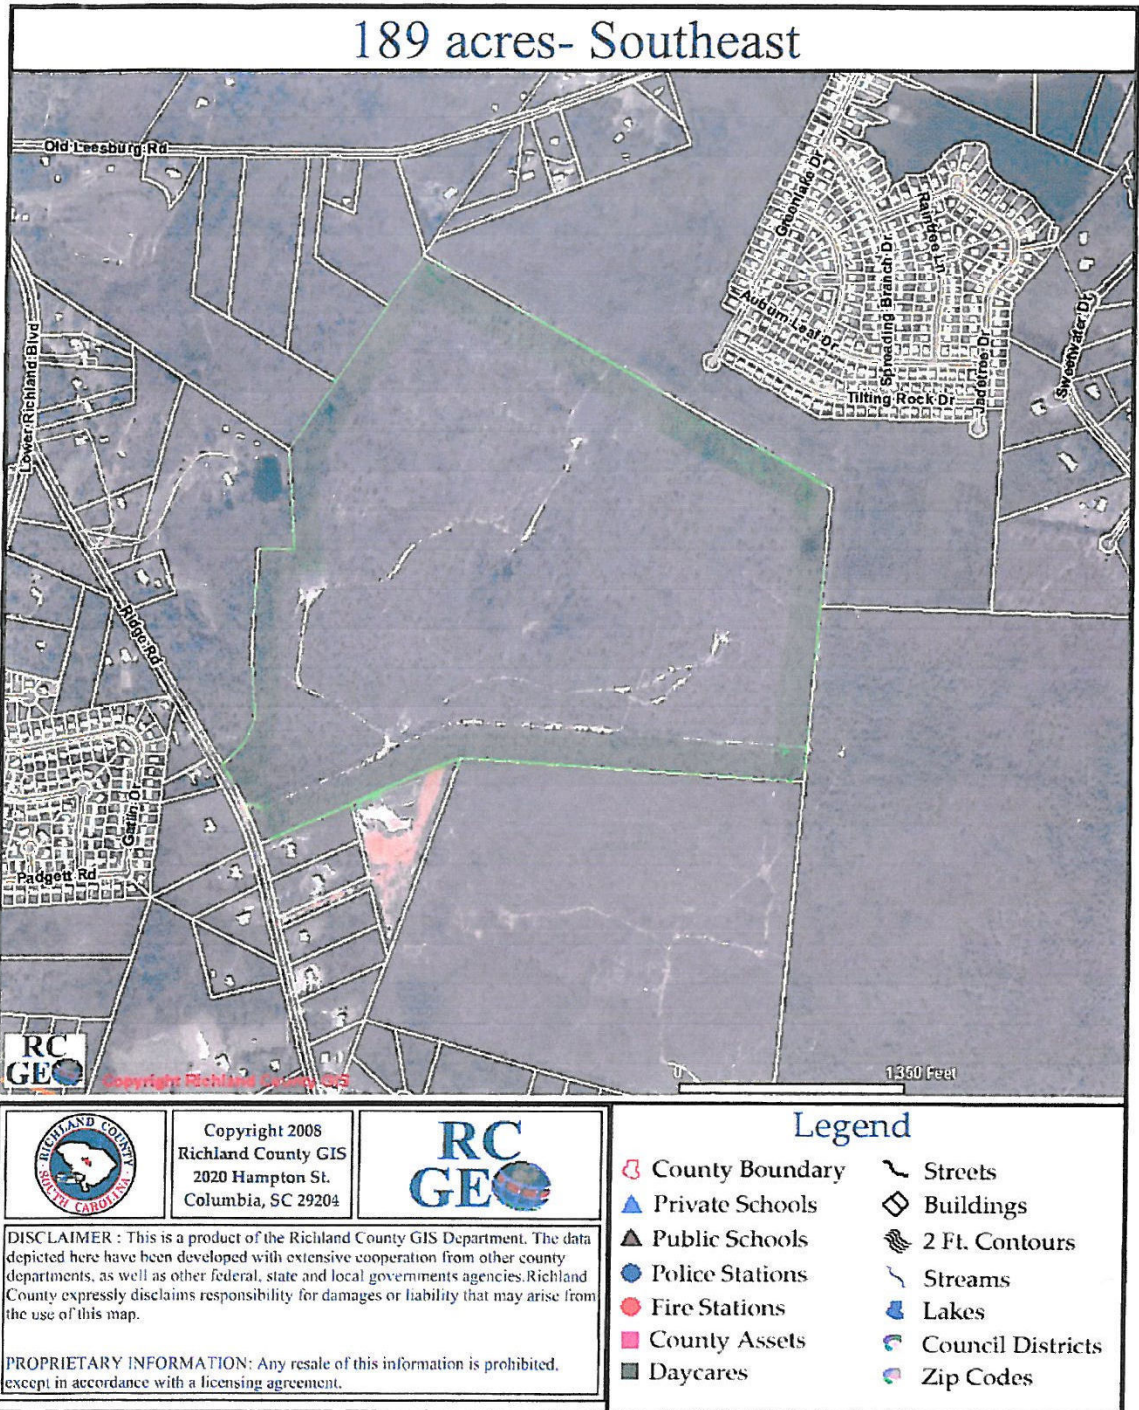 189 acres- Southeast
Old Leesburg Rd
Greenlake Dr
Raintree Ln
Spreading Branch Dr
Auburn Leaf Dr
Jadetree Dr
Sweetwater Dr
Tilting Rock Dr
Lower Richland Blvd
Ridge Rd
Gatlin Dr
Padgett Rd
RC
GE
Copyright Richland County GIS
0 1350 Feet
RICHLAND COUNTY
SOUTH CAROLINA
Copyright 2008
Richland County GIS
2020 Hampton St.
Columbia, SC 29204
RC
GE
DISCLAIMER : This is a product of the Richland County GIS Department. The data
depicted here have been developed with extensive cooperation from other county
departments, as well as other federal, state and local governments agencies.Richland
County expressly disclaims responsibility for damages or liability that may arise from
the use of this map.
PROPRIETARY INFORMATION: Any resale of this information is prohibited,
except in accordance with a licensing agreement.
Legend
County Boundary
Private Schools
Public Schools
Police Stations
Fire Stations
County Assets
Daycares
Streets
Buildings
2 Ft. Contours
Streams
Lakes
Council Districts
Zip Codes